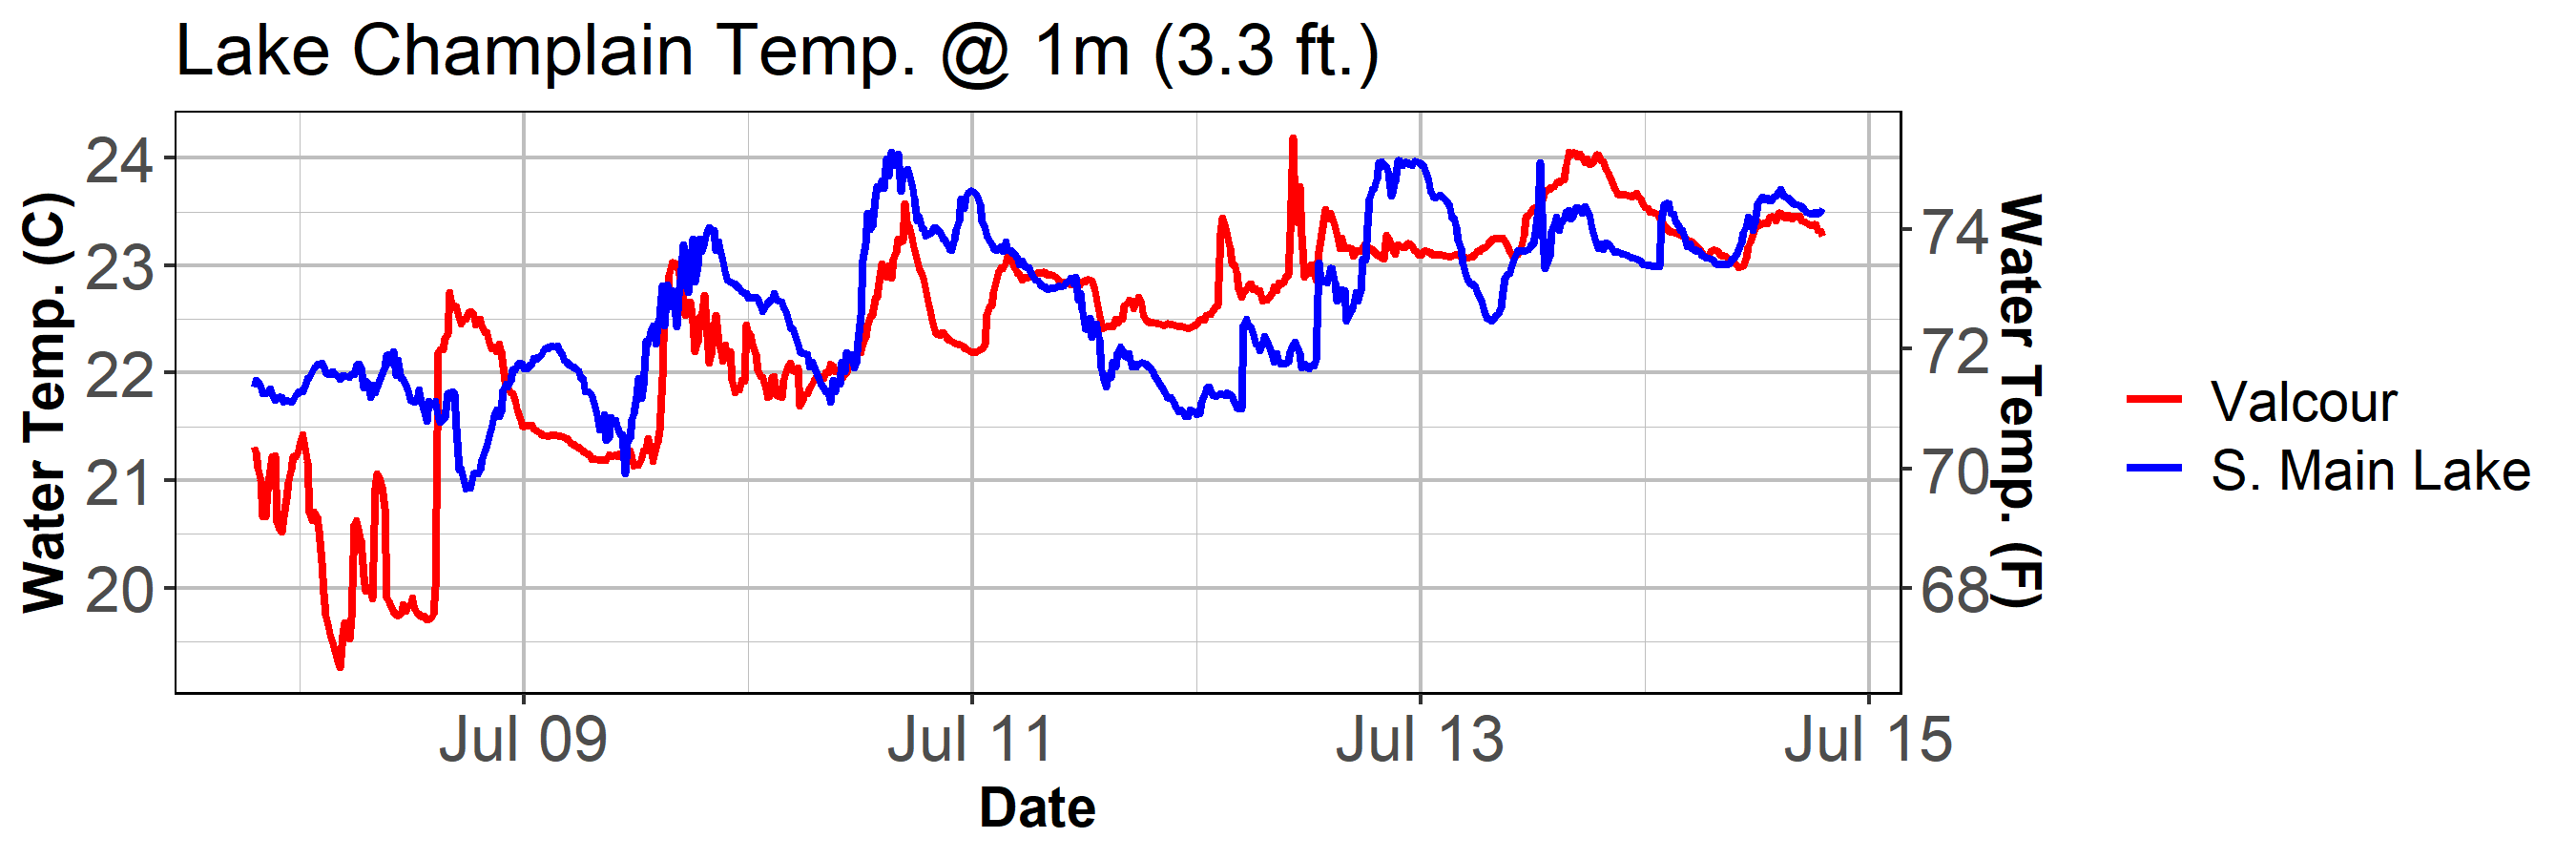 Lake Champlain Temp. @ 1m (3.3 ft.)
Water Temp. (C)
24
23
22
21
20
74
72
70
68
Water Temp. (F)
Jul 09
Jul 11
Jul 13
Jul 15
Date
Valcour
S. Main Lake